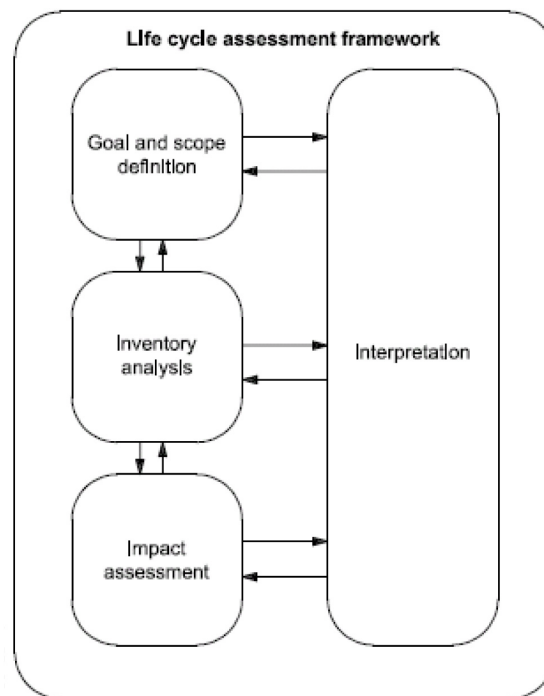 Life cycle assessment framework
Goal and scope
definition
Inventory
analysis
Interpretation
Impact
assessment